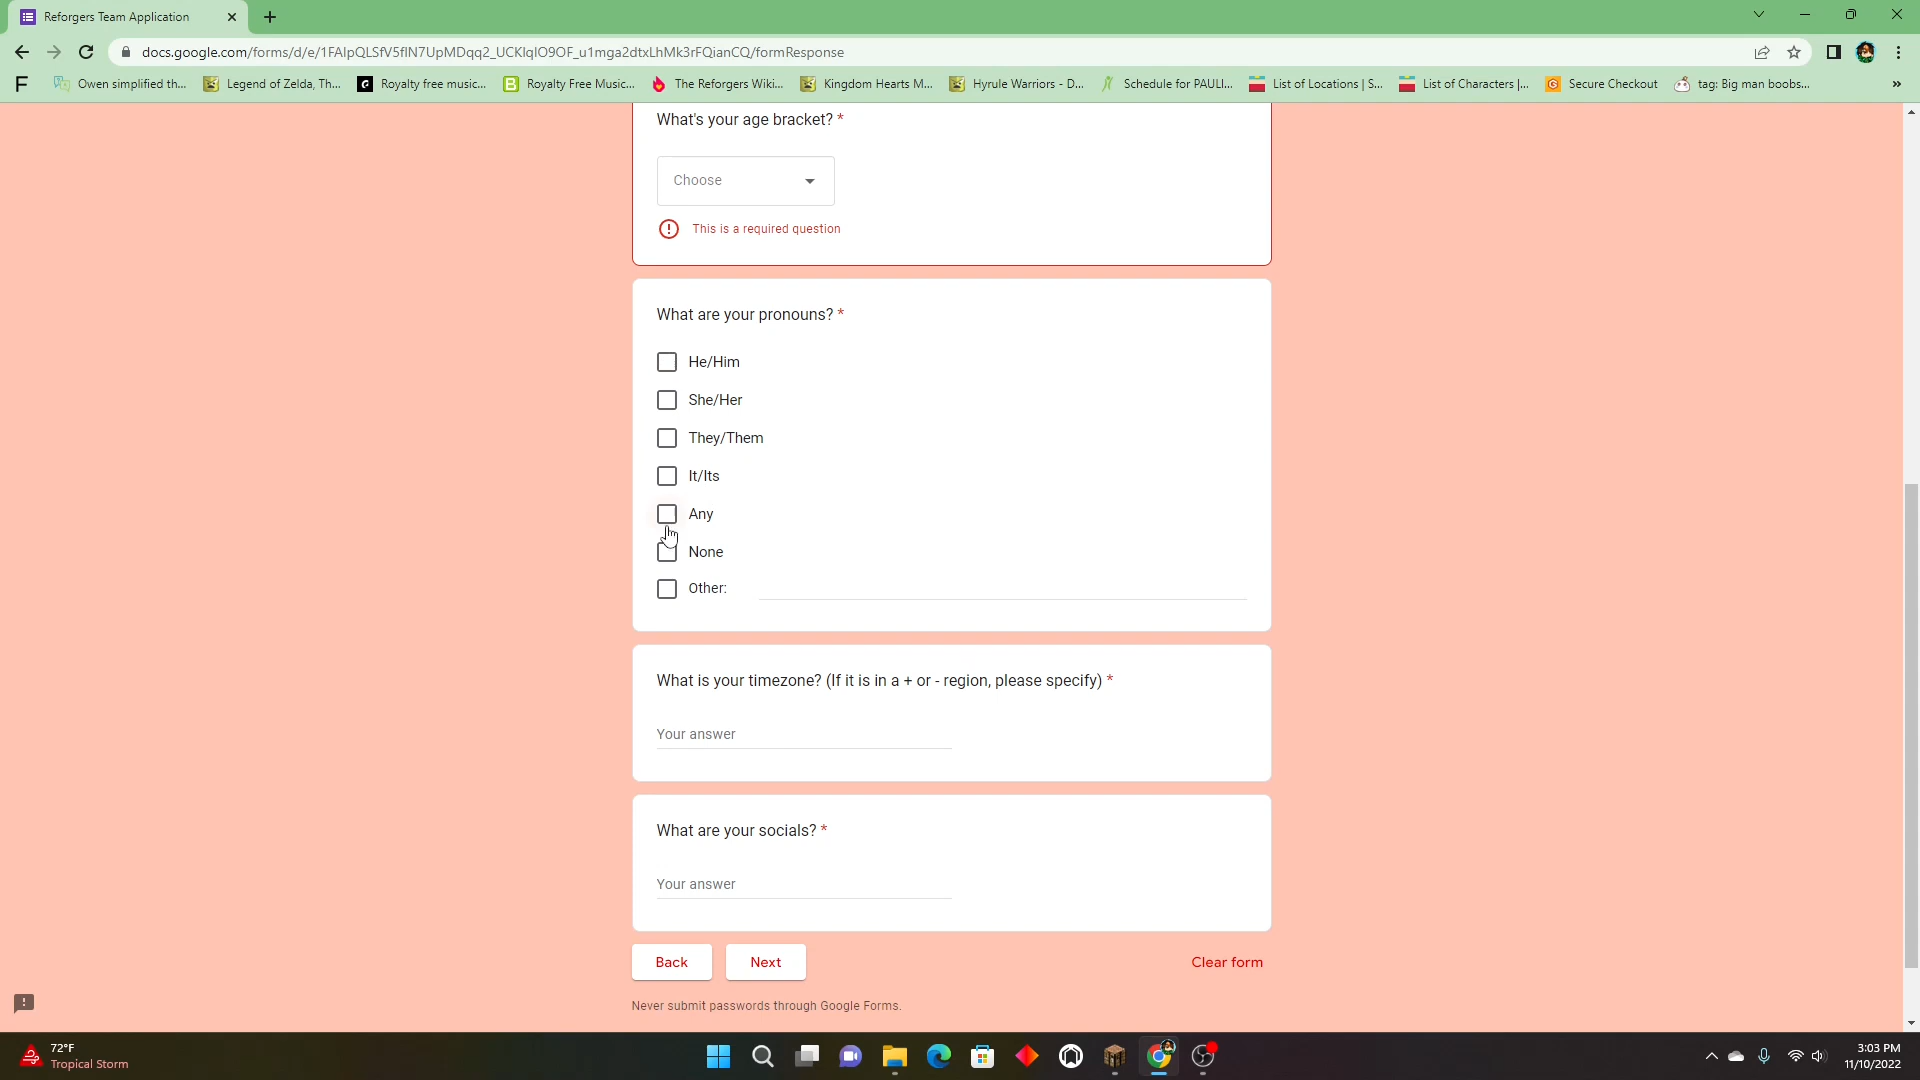 Reforgers Team Application
docs.google.com/forms/d/e/1FAIpQLSfV5fIN7UpMDqq2_UCKIqIO9OF_u1mga2dtxLhMk3rFQianCQ/formResponse
Owen simplified th...
Legend of Zelda, Th...
Royalty free music...
Royalty Free Music...
The Reforgers Wiki...
Kingdom Hearts M...
Hyrule Warriors - D...
Schedule for PAULI...
List of Locations | S...
List of Characters |...
Secure Checkout
tag: Big man boobs...
»
What's your age bracket? *
Choose
This is a required question
What are your pronouns? *
He/Him
She/Her
They/Them
It/Its
Any
None
Other:
What is your timezone? (If it is in a + or - region, please specify) *
Your answer
What are your socials? *
Your answer
Back
Next
Clear form
Never submit passwords through Google Forms.
72°F
Tropical Storm
3:03 PM
11/10/2022